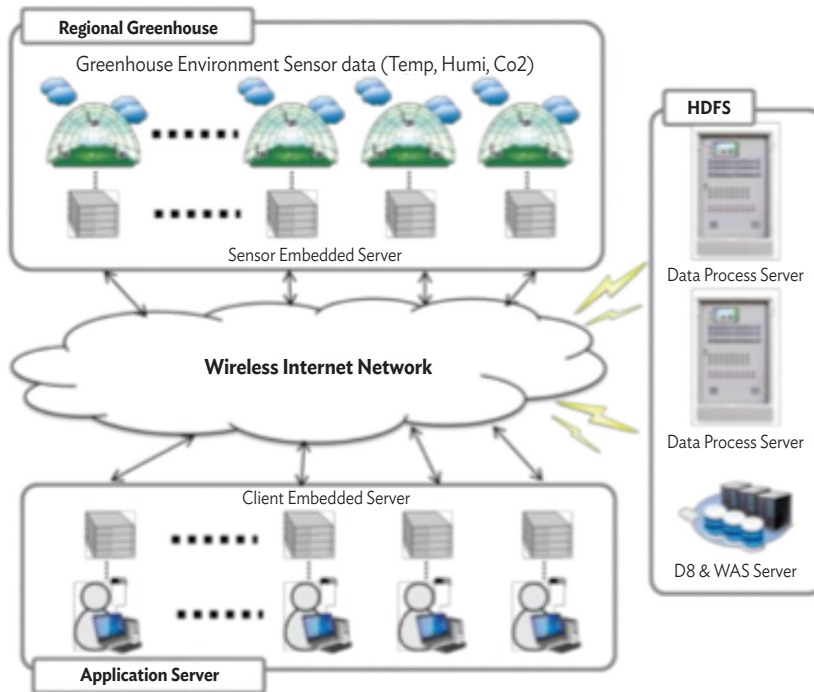 Regional Greenhouse
Greenhouse Environment Sensor data (Temp, Humi, Co2)
Sensor Embedded Server
HDFS
Data Process Server
Wireless Internet Network
Data Process Server
Client Embedded Server
D8 & WAS Server
Application Server